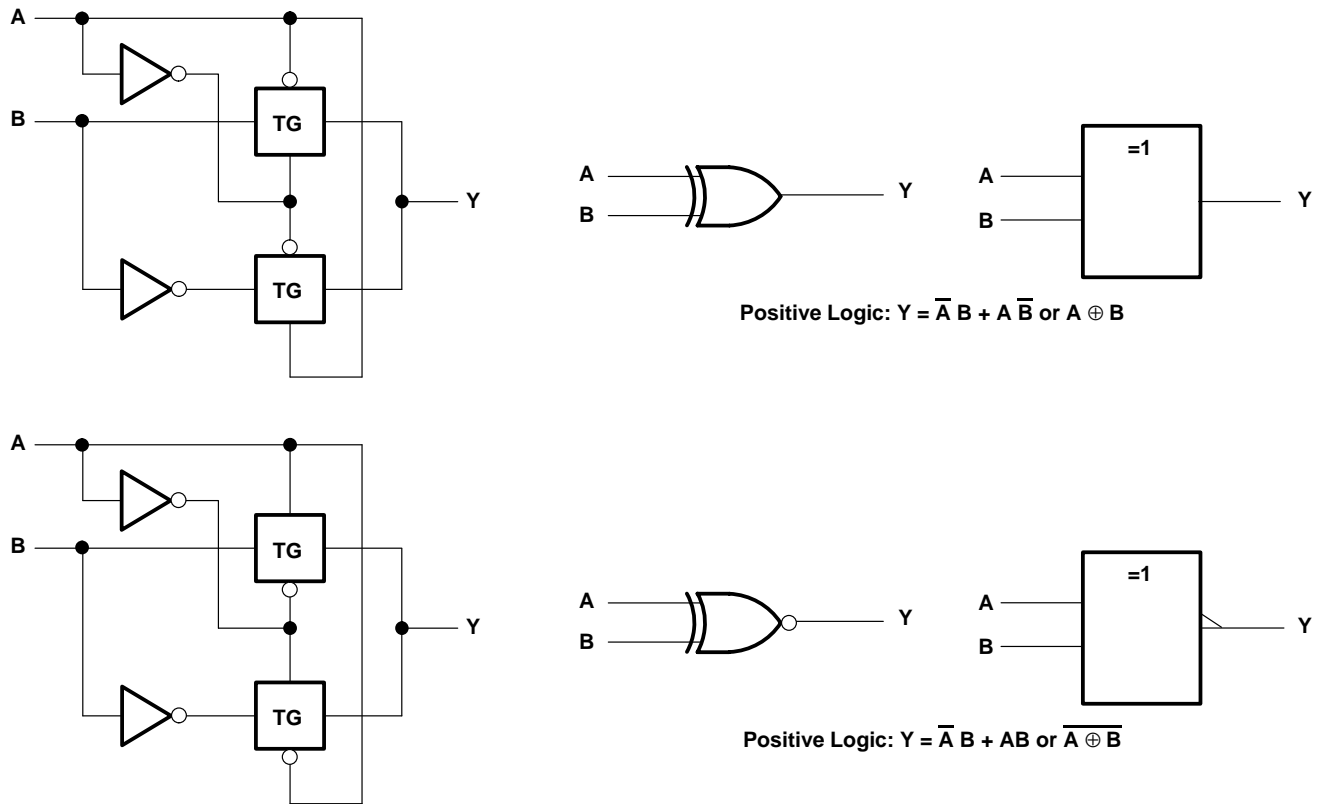 A
B
TG
TG
Y
A
B
Y
=1
A
B
Y
Positive Logic: Y = A̅ B + A B̅ or A ⊕ B
A
B
TG
TG
Y
A
B
Y
=1
A
B
Y
Positive Logic: Y = A̅ B + AB or A̅ ̅⊕̅ ̅B̅